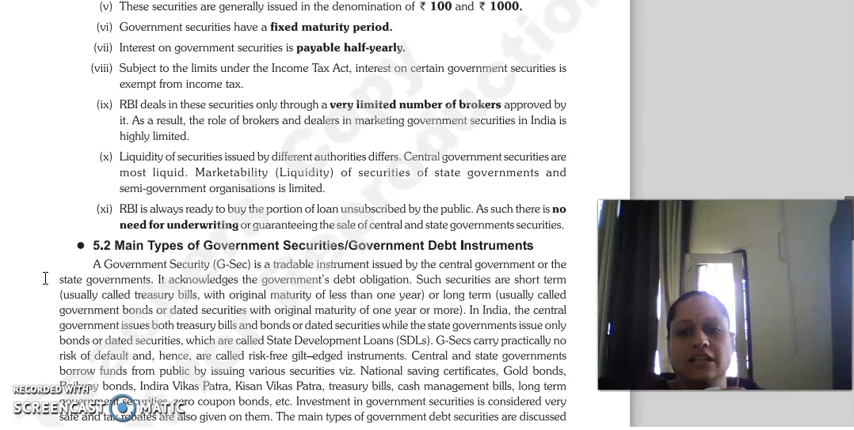 (v) These securities are generally issued in the denomination of ₹ 100 and ₹ 1000.
(vi) Government securities have a fixed maturity period.
(vii) Interest on government securities is payable half-yearly.
(viii) Subject to the limits under the Income Tax Act, interest on certain government securities is
exempt from income tax.
(ix) RBI deals in these securities only through a very limited number of brokers approved by
it. As a result, the role of brokers and dealers in marketing government securities in India is
highly limited.
(x) Liquidity of securities issued by different authorities differs. Central government securities are
most liquid. Marketability (Liquidity) of securities of state governments and
semi-government organisations is limited.
(xi) RBI is always ready to buy the portion of loan unsubscribed by the public. As such there is no
need for underwriting or guaranteeing the sale of central and state governments securities.
● 5.2 Main Types of Government Securities/Government Debt Instruments
A Government Security (G-Sec) is a tradable instrument issued by the central government or the
state governments. It acknowledges the government's debt obligation. Such securities are short term
(usually called treasury bills, with original maturity of less than one year) or long term (usually called
government bonds or dated securities with original maturity of one year or more). In India, the central
government issues both treasury bills and bonds or dated securities while the state governments issue only
bonds or dated securities, which are called State Development Loans (SDLs). G-Secs carry practically no
risk of default and, hence, are called risk-free gilt–edged instruments. Central and state governments
borrow funds from public by issuing various securities viz. National saving certificates, Gold bonds,
Railway bonds, Indira Vikas Patra, Kisan Vikas Patra, treasury bills, cash management bills, long term
government securities, zero coupon bonds, etc. Investment in government securities is considered very
safe and tax rebates are also given on them. The main types of government debt securities are discussed
RECORDED WITH
SCREENCAST MATIC